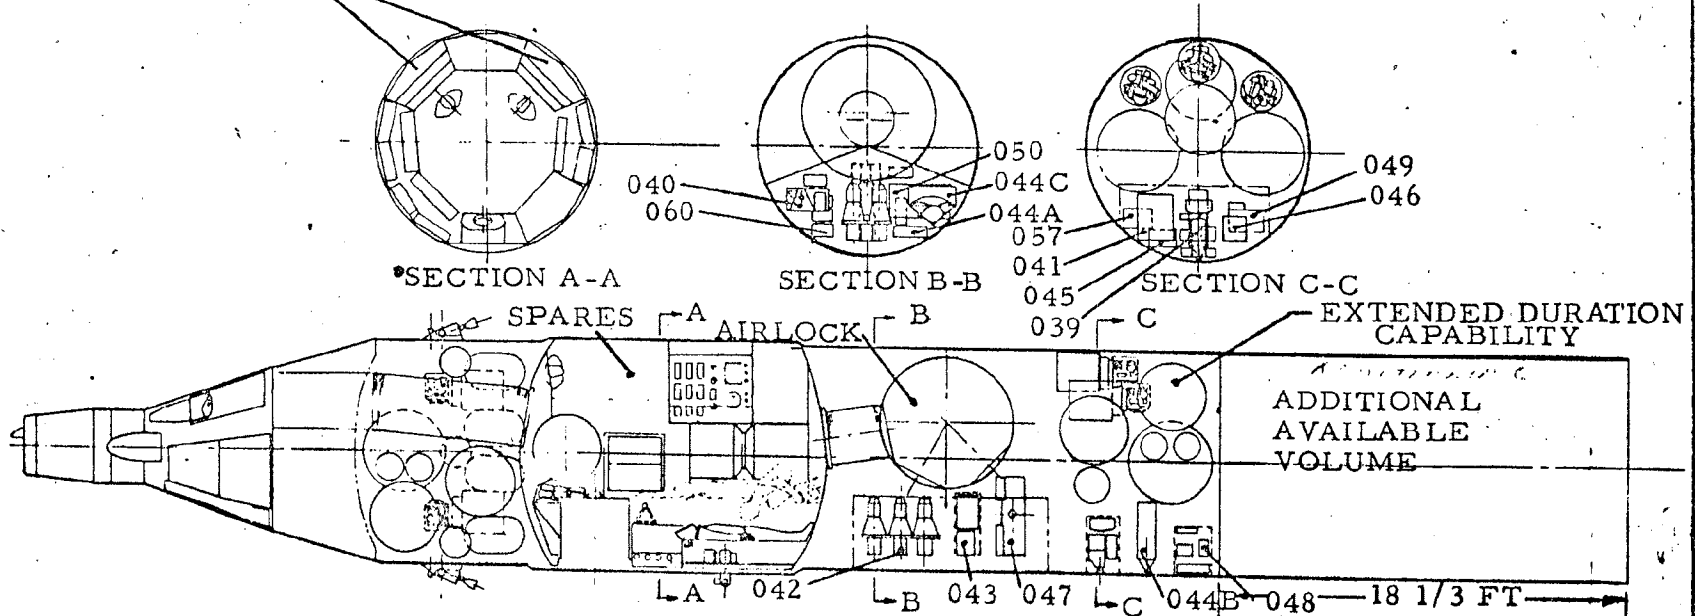 050
044C
044A
040
060
057
041
045
039
049
046
SECTION A-A
SECTION B-B
SECTION C-C
SPARES
A
AIRLOCK
B
C
EXTENDED DURATION
CAPABILITY
ADDITIONAL
AVAILABLE
VOLUME
A
042
B
043
047
C
044B
048
18 1/3 FT